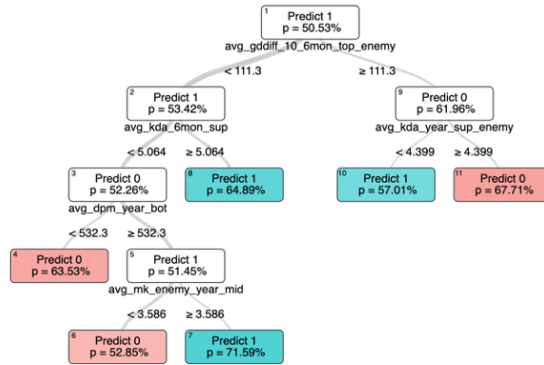 1
Predict 1
p = 50.53%
avg_gddiff_10_6mon_top_enemy
< 111.3
≥ 111.3
2
Predict 1
p = 53.42%
avg_kda_6mon_sup
9
Predict 0
p = 61.96%
avg_kda_year_sup_enemy
< 5.064
≥ 5.064
< 4.399
≥ 4.399
3
Predict 0
p = 52.26%
avg_dpm_year_bot
8
Predict 1
p = 64.89%
10
Predict 1
p = 57.01%
11
Predict 0
p = 67.71%
< 532.3
≥ 532.3
4
Predict 0
p = 63.53%
5
Predict 1
p = 51.45%
avg_mk_enemy_year_mid
< 3.586
≥ 3.586
6
Predict 0
p = 52.85%
7
Predict 1
p = 71.59%